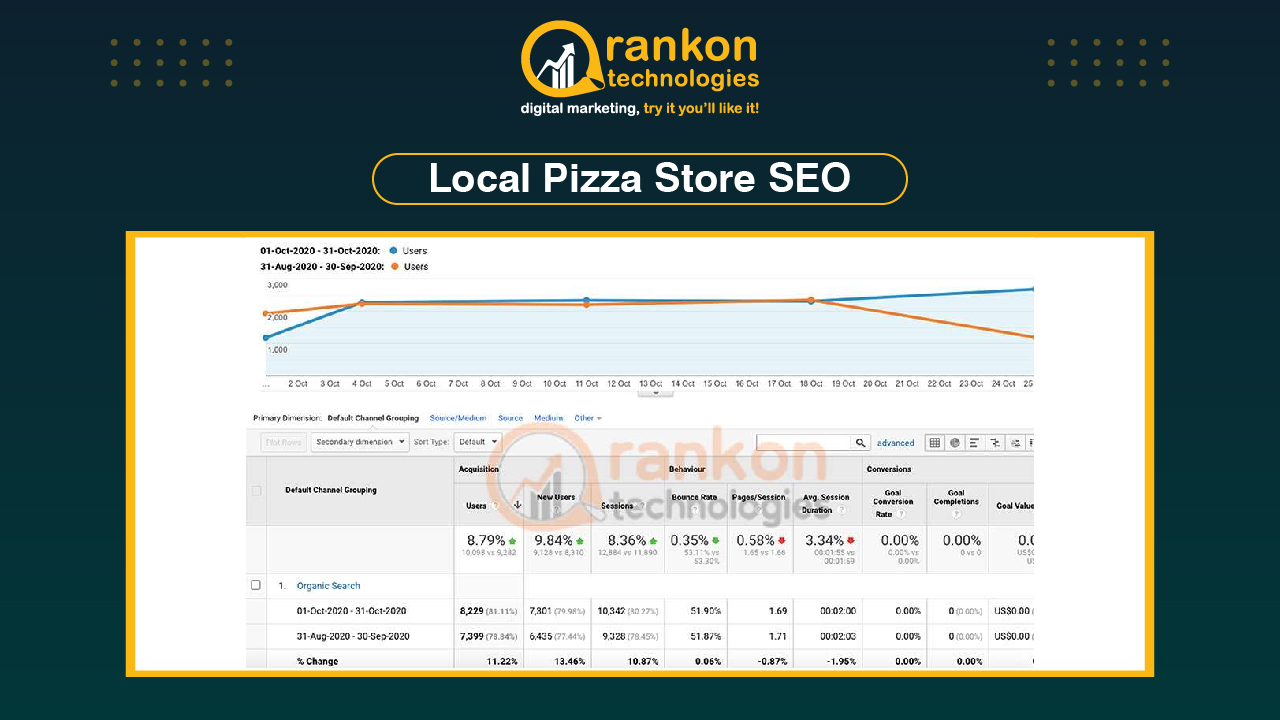 rankon
technologies
digital marketing, try it you'll like it!
Local Pizza Store SEO
01-Oct-2020 - 31-Oct-2020: Users
31-Aug-2020 - 30-Sep-2020: Users
3,000
2,000
1,000
... 2 Oct 3 Oct 4 Oct 5 Oct 6 Oct 7 Oct 8 Oct 9 Oct 10 Oct 11 Oct 12 Oct 13 Oct 14 Oct 15 Oct 16 Oct 17 Oct 18 Oct 19 Oct 20 Oct 21 Oct 22 Oct 23 Oct 24 Oct 25
Primary Dimension: Default Channel Grouping Source/Medium Source Medium Other
Plot Rows Secondary dimension Sort Type: Default advanced
rankon
technologies
Default Channel Grouping
Acquisition Behaviour Conversions
Users ? New Users ? Sessions ? Bounce Rate ? Pages/Session ? Avg. Session Duration ? Goal Conversion Rate ? Goal Completions ? Goal Value
8.79% 9.84% 8.36% 0.35% 0.58% 3.34% 0.00% 0.00% 0.0
10,098 vs 9,282 9,128 vs 8,310 12,884 vs 11,890 53.11% vs 53.30% 1.65 vs 1.66 00:01:55 vs 00:01:59 0.00% vs 0.00% 0 vs 0
1. Organic Search
01-Oct-2020 - 31-Oct-2020 8,229 (81.11%) 7,301 (79.98%) 10,342 (80.27%) 51.90% 1.69 00:02:00 0.00% 0 (0.00%) US$0.00
31-Aug-2020 - 30-Sep-2020 7,399 (78.84%) 6,435 (77.44%) 9,328 (78.45%) 51.87% 1.71 00:02:03 0.00% 0 (0.00%) US$0.00
% Change 11.22% 13.46% 10.87% 0.06% -0.87% -1.95% 0.00% 0.00% 0.00%